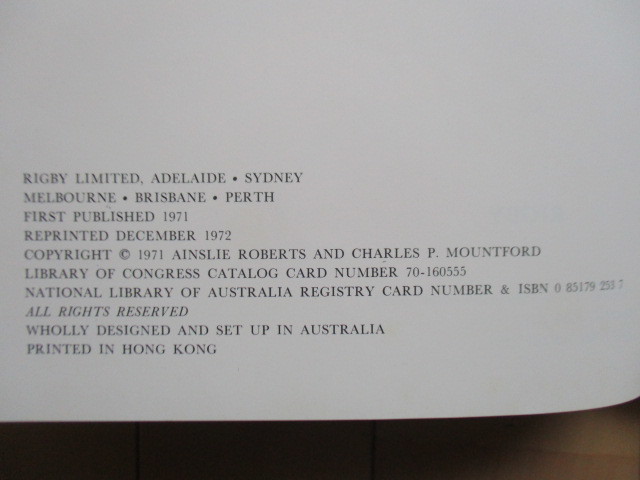 RIGBY LIMITED, ADELAIDE • SYDNEY
MELBOURNE • BRISBANE • PERTH
FIRST PUBLISHED 1971
REPRINTED DECEMBER 1972
COPYRIGHT © 1971 AINSLIE ROBERTS AND CHARLES P. MOUNTFORD
LIBRARY OF CONGRESS CATALOG CARD NUMBER 70-160555
NATIONAL LIBRARY OF AUSTRALIA REGISTRY CARD NUMBER & ISBN 0 85179 255 7
ALL RIGHTS RESERVED
WHOLLY DESIGNED AND SET UP IN AUSTRALIA
PRINTED IN HONG KONG